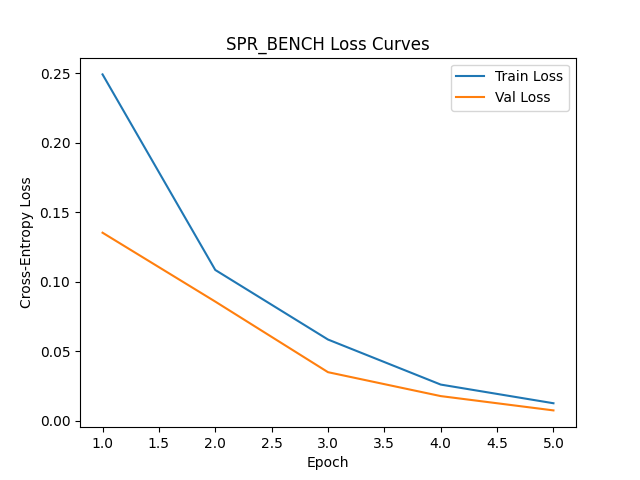 SPR_BENCH Loss Curves
Train Loss
Val Loss
Cross-Entropy Loss
0.25
0.20
0.15
0.10
0.05
0.00
1.0 1.5 2.0 2.5 3.0 3.5 4.0 4.5 5.0
Epoch